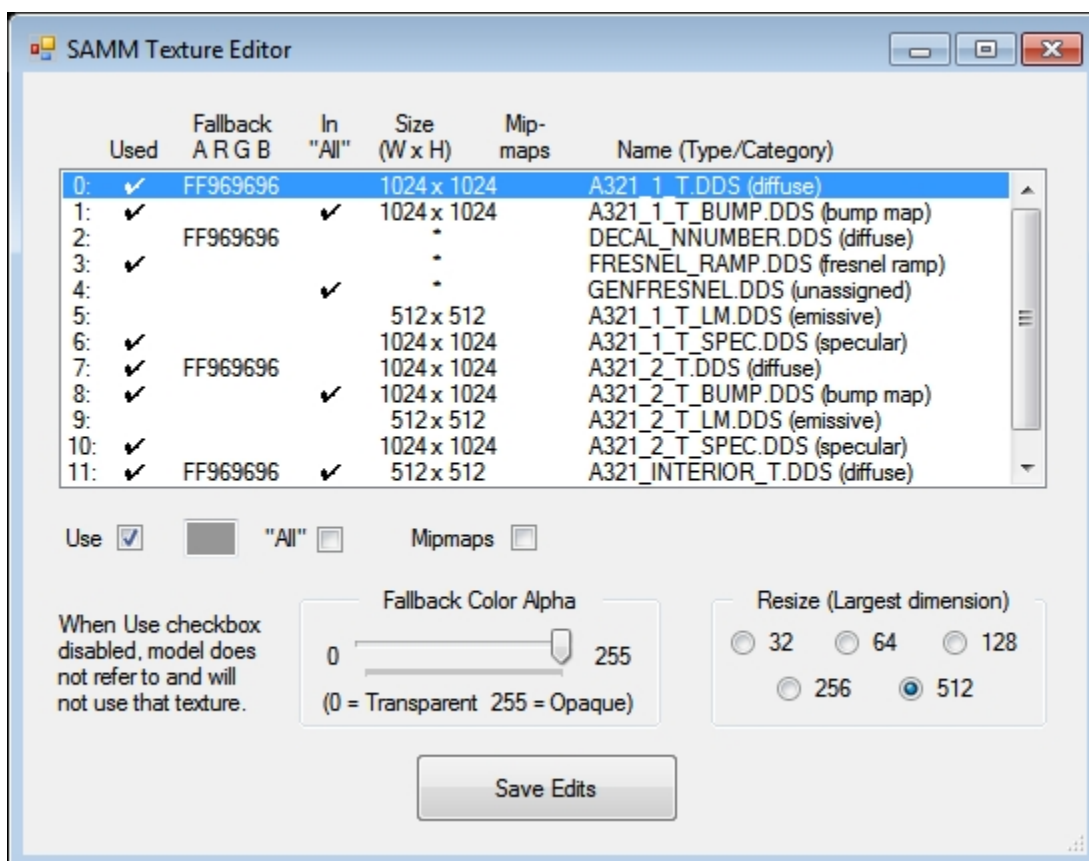 SAMM Texture Editor
Used Fallback A R G B In "All" Size (W x H) Mip-maps Name (Type/Category)
0: ✔ FF969696 1024 x 1024 A321_1_T.DDS (diffuse)
1: ✔ ✔ 1024 x 1024 A321_1_T_BUMP.DDS (bump map)
2: FF969696 * DECAL_NNUMBER.DDS (diffuse)
3: ✔ * FRESNEL_RAMP.DDS (fresnel ramp)
4: ✔ * GENFRESNEL.DDS (unassigned)
5: 512 x 512 A321_1_T_LM.DDS (emissive)
6: ✔ 1024 x 1024 A321_1_T_SPEC.DDS (specular)
7: ✔ FF969696 1024 x 1024 A321_2_T.DDS (diffuse)
8: ✔ ✔ 1024 x 1024 A321_2_T_BUMP.DDS (bump map)
9: 512 x 512 A321_2_T_LM.DDS (emissive)
10: ✔ 1024 x 1024 A321_2_T_SPEC.DDS (specular)
11: ✔ FF969696 ✔ 512 x 512 A321_INTERIOR_T.DDS (diffuse)
Use "All" Mipmaps
When Use checkbox
disabled, model does
not refer to and will
not use that texture.
Fallback Color Alpha
0 255
(0 = Transparent 255 = Opaque)
Resize (Largest dimension)
32 64 128
256 512
Save Edits